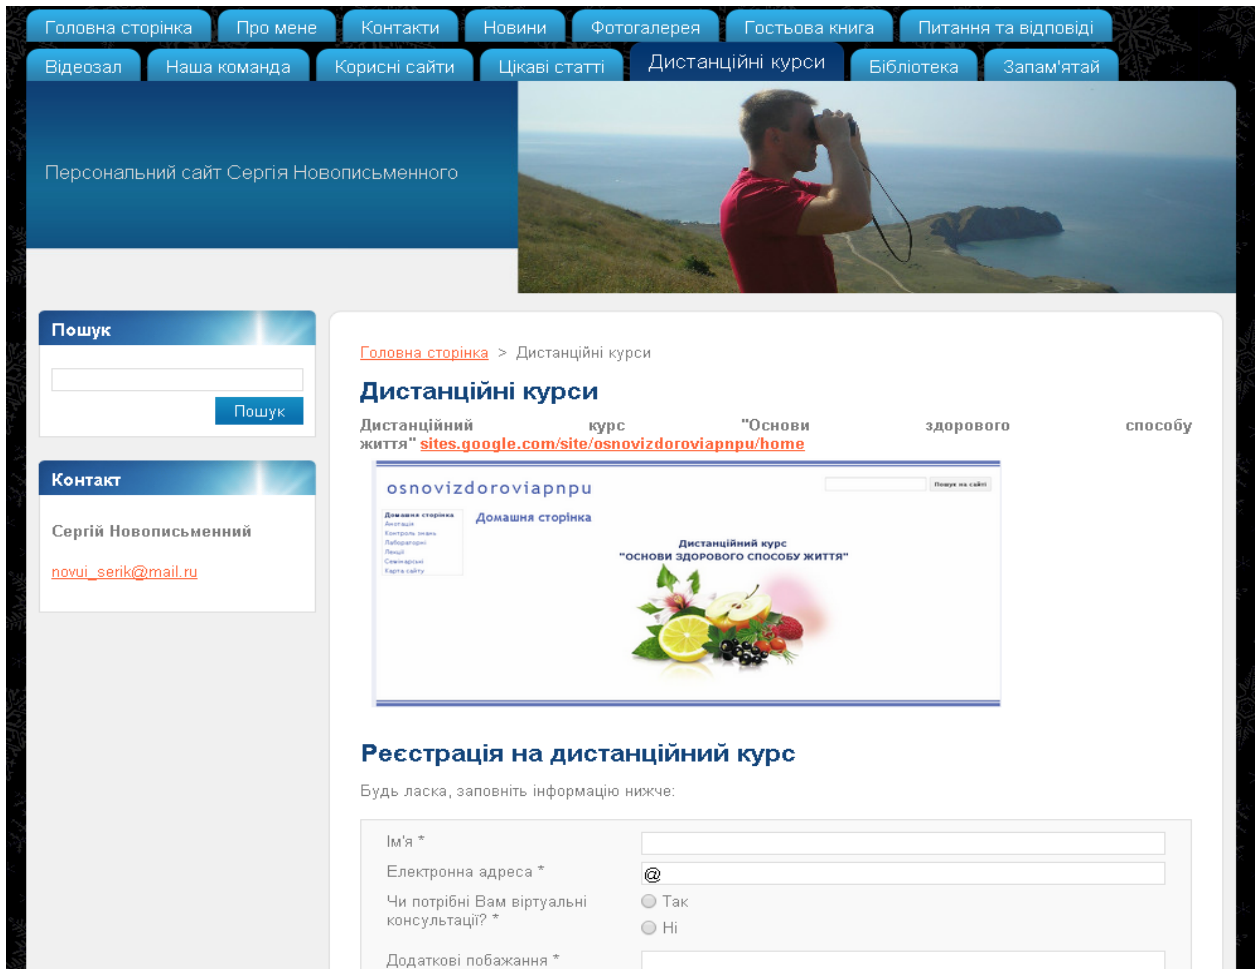 Головна сторінка Про мене Контакти Новини Фотогалерея Гостьова книга Питання та відповіді
Відеозал Наша команда Корисні сайти Цікаві статті Дистанційні курси Бібліотека Запам'ятай
Персональний сайт Сергія Новописьменного
Пошук
Пошук
Контакт
Сергій Новописьменний
novui_serik@mail.ru
Головна сторінка > Дистанційні курси
Дистанційні курси
Дистанційний курс "Основи здорового способу
життя" sites.google.com/site/osnovizdoroviapnpu/home
osnovizdoroviapnpu
Пошук на сайті
Домашня сторінка
Анотація
Контроль знань
Лабораторні
Лекції
Семінарські
Карта сайту
Домашня сторінка
Дистанційний курс
"ОСНОВИ ЗДОРОВОГО СПОСОБУ ЖИТТЯ"
Реєстрація на дистанційний курс
Будь ласка, заповніть інформацію нижче:
Ім'я *
Електронна адреса *
@
Чи потрібні Вам віртуальні
консультації? *
Так
Ні
Додаткові побажання *